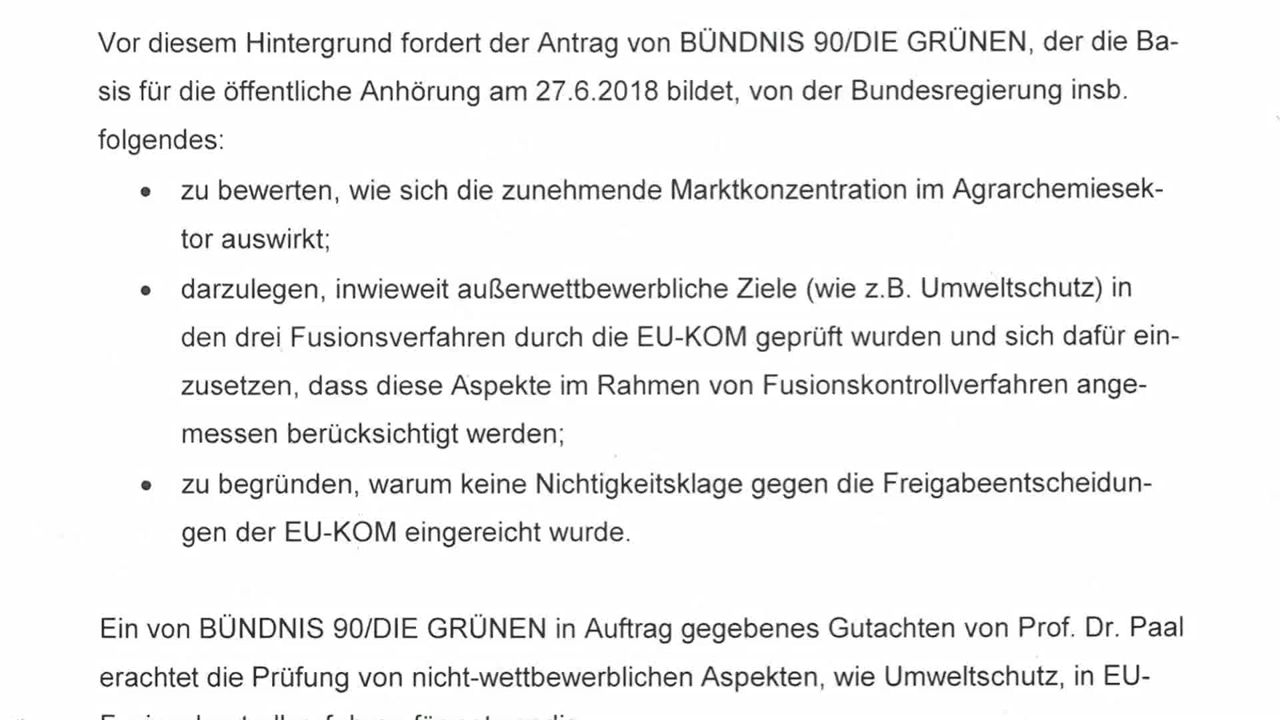 Vor diesem Hintergrund fordert der Antrag von BÜNDNIS 90/DIE GRÜNEN, der die Ba-
sis für die öffentliche Anhörung am 27.6.2018 bildet, von der Bundesregierung insb.
folgendes:
• zu bewerten, wie sich die zunehmende Marktkonzentration im Agrarchemiesek-
tor auswirkt;
• darzulegen, inwieweit außerwettbewerbliche Ziele (wie z.B. Umweltschutz) in
den drei Fusionsverfahren durch die EU-KOM geprüft wurden und sich dafür ein-
zusetzen, dass diese Aspekte im Rahmen von Fusionskontrollverfahren ange-
messen berücksichtigt werden;
• zu begründen, warum keine Nichtigkeitsklage gegen die Freigabeentscheidun-
gen der EU-KOM eingereicht wurde.
Ein von BÜNDNIS 90/DIE GRÜNEN in Auftrag gegebenes Gutachten von Prof. Dr. Paal
erachtet die Prüfung von nicht-wettbewerblichen Aspekten, wie Umweltschutz, in EU-